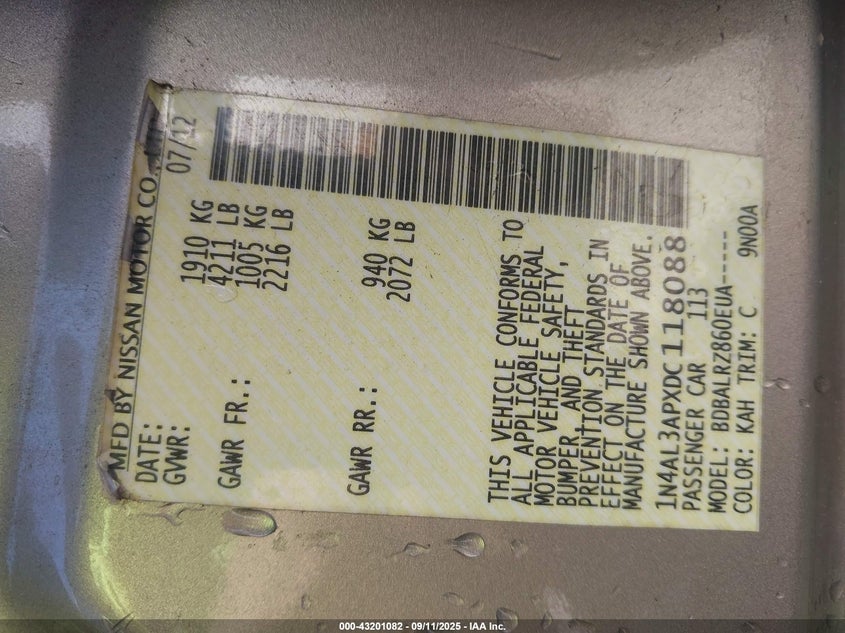 MFD BY NISSAN MOTOR CO.,
DATE: 07/12
GVWR: 1910 KG
4211 LB
GAWR FR.: 1005 KG
2216 LB
GAWR RR.: 940 KG
2072 LB
THIS VEHICLE CONFORMS TO
ALL APPLICABLE FEDERAL
MOTOR VEHICLE SAFETY,
BUMPER, AND THEFT
PREVENTION STANDARDS IN
EFFECT ON THE DATE OF
MANUFACTURE SHOWN ABOVE.
1N4AL3APXDC118088
PASSENGER CAR 113
MODEL: BDBALRZ860EUA-----
COLOR: KAH TRIM: C 9N00A
000-43201082 - 09/11/2025 - IAA Inc.